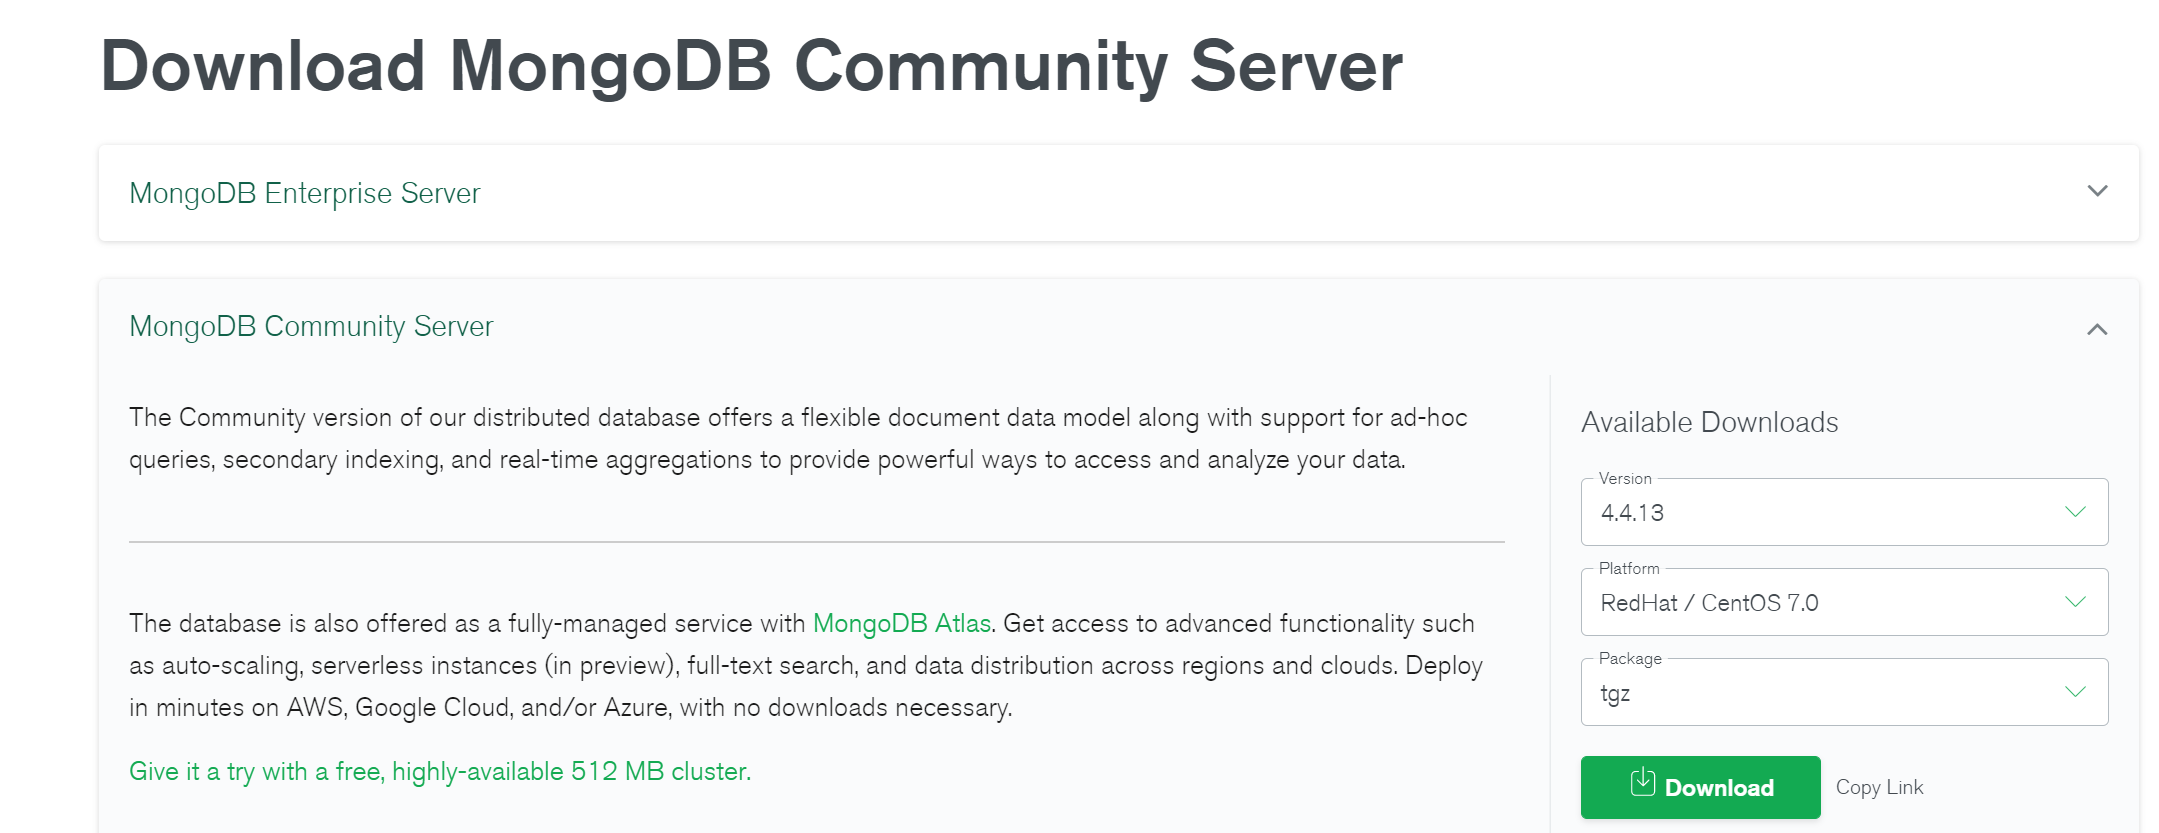 Download MongoDB Community Server
MongoDB Enterprise Server
MongoDB Community Server
The Community version of our distributed database offers a flexible document data model along with support for ad-hoc
queries, secondary indexing, and real-time aggregations to provide powerful ways to access and analyze your data.
The database is also offered as a fully-managed service with MongoDB Atlas. Get access to advanced functionality such
as auto-scaling, serverless instances (in preview), full-text search, and data distribution across regions and clouds. Deploy
in minutes on AWS, Google Cloud, and/or Azure, with no downloads necessary.
Give it a try with a free, highly-available 512 MB cluster.
Available Downloads
Version
4.4.13
Platform
RedHat / CentOS 7.0
Package
tgz
Download Copy Link